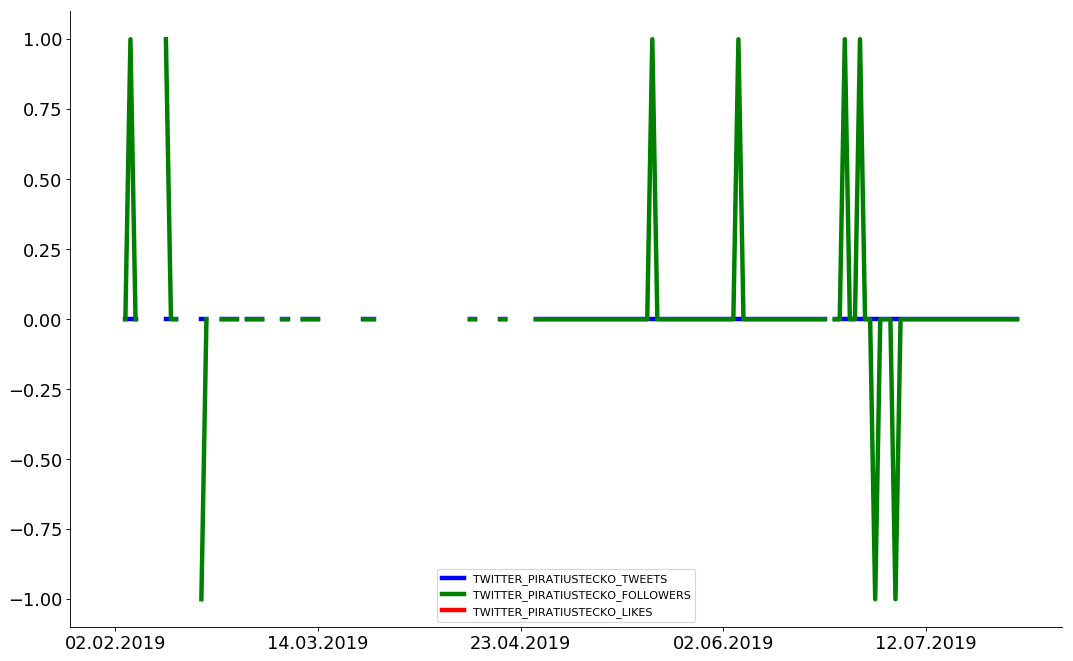 1.00
0.75
0.50
0.25
0.00
−0.25
−0.50
−0.75
−1.00
TWITTER_PIRATIUSTECKO_TWEETS
TWITTER_PIRATIUSTECKO_FOLLOWERS
TWITTER_PIRATIUSTECKO_LIKES
02.02.2019 14.03.2019 23.04.2019 02.06.2019 12.07.2019